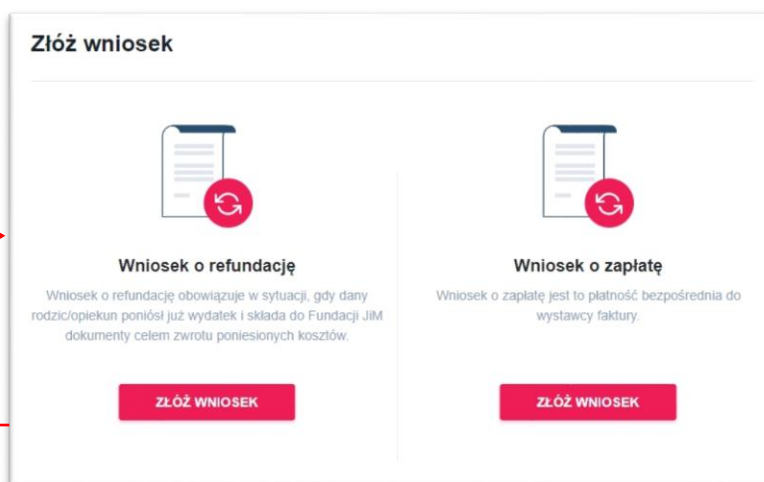 Złóż wniosek
Wniosek o refundację
Wniosek o refundację obowiązuje w sytuacji, gdy dany
rodzic/opiekun poniósł już wydatek i składa do Fundacji JiM
dokumenty celem zwrotu poniesionych kosztów.
ZŁÓŻ WNIOSEK
Wniosek o zapłatę
Wniosek o zapłatę jest to płatność bezpośrednia do
wystawcy faktury.
ZŁÓŻ WNIOSEK